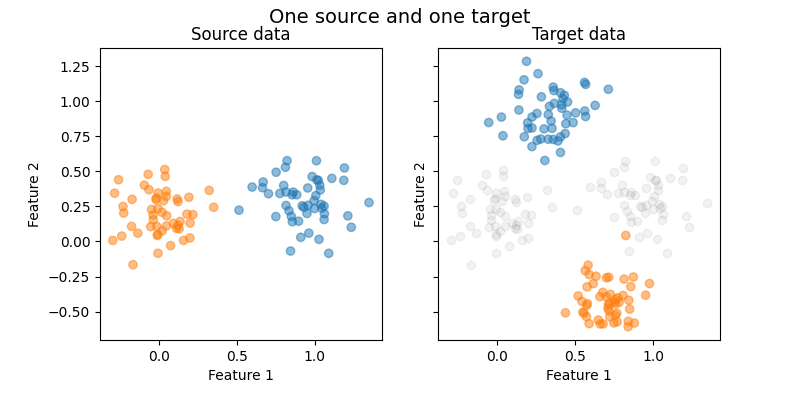 One source and one target
Source data
Target data
1.25
1.00
0.75
0.50
0.25
0.00
−0.25
−0.50
Feature 2
Feature 2
0.0 0.5 1.0
0.0 0.5 1.0
Feature 1
Feature 1